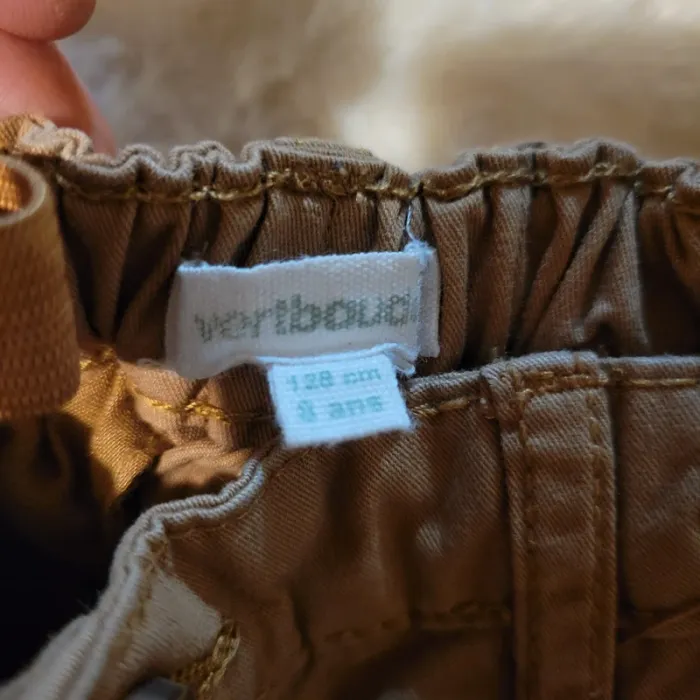 vertbaudet
128 cm
8 ans